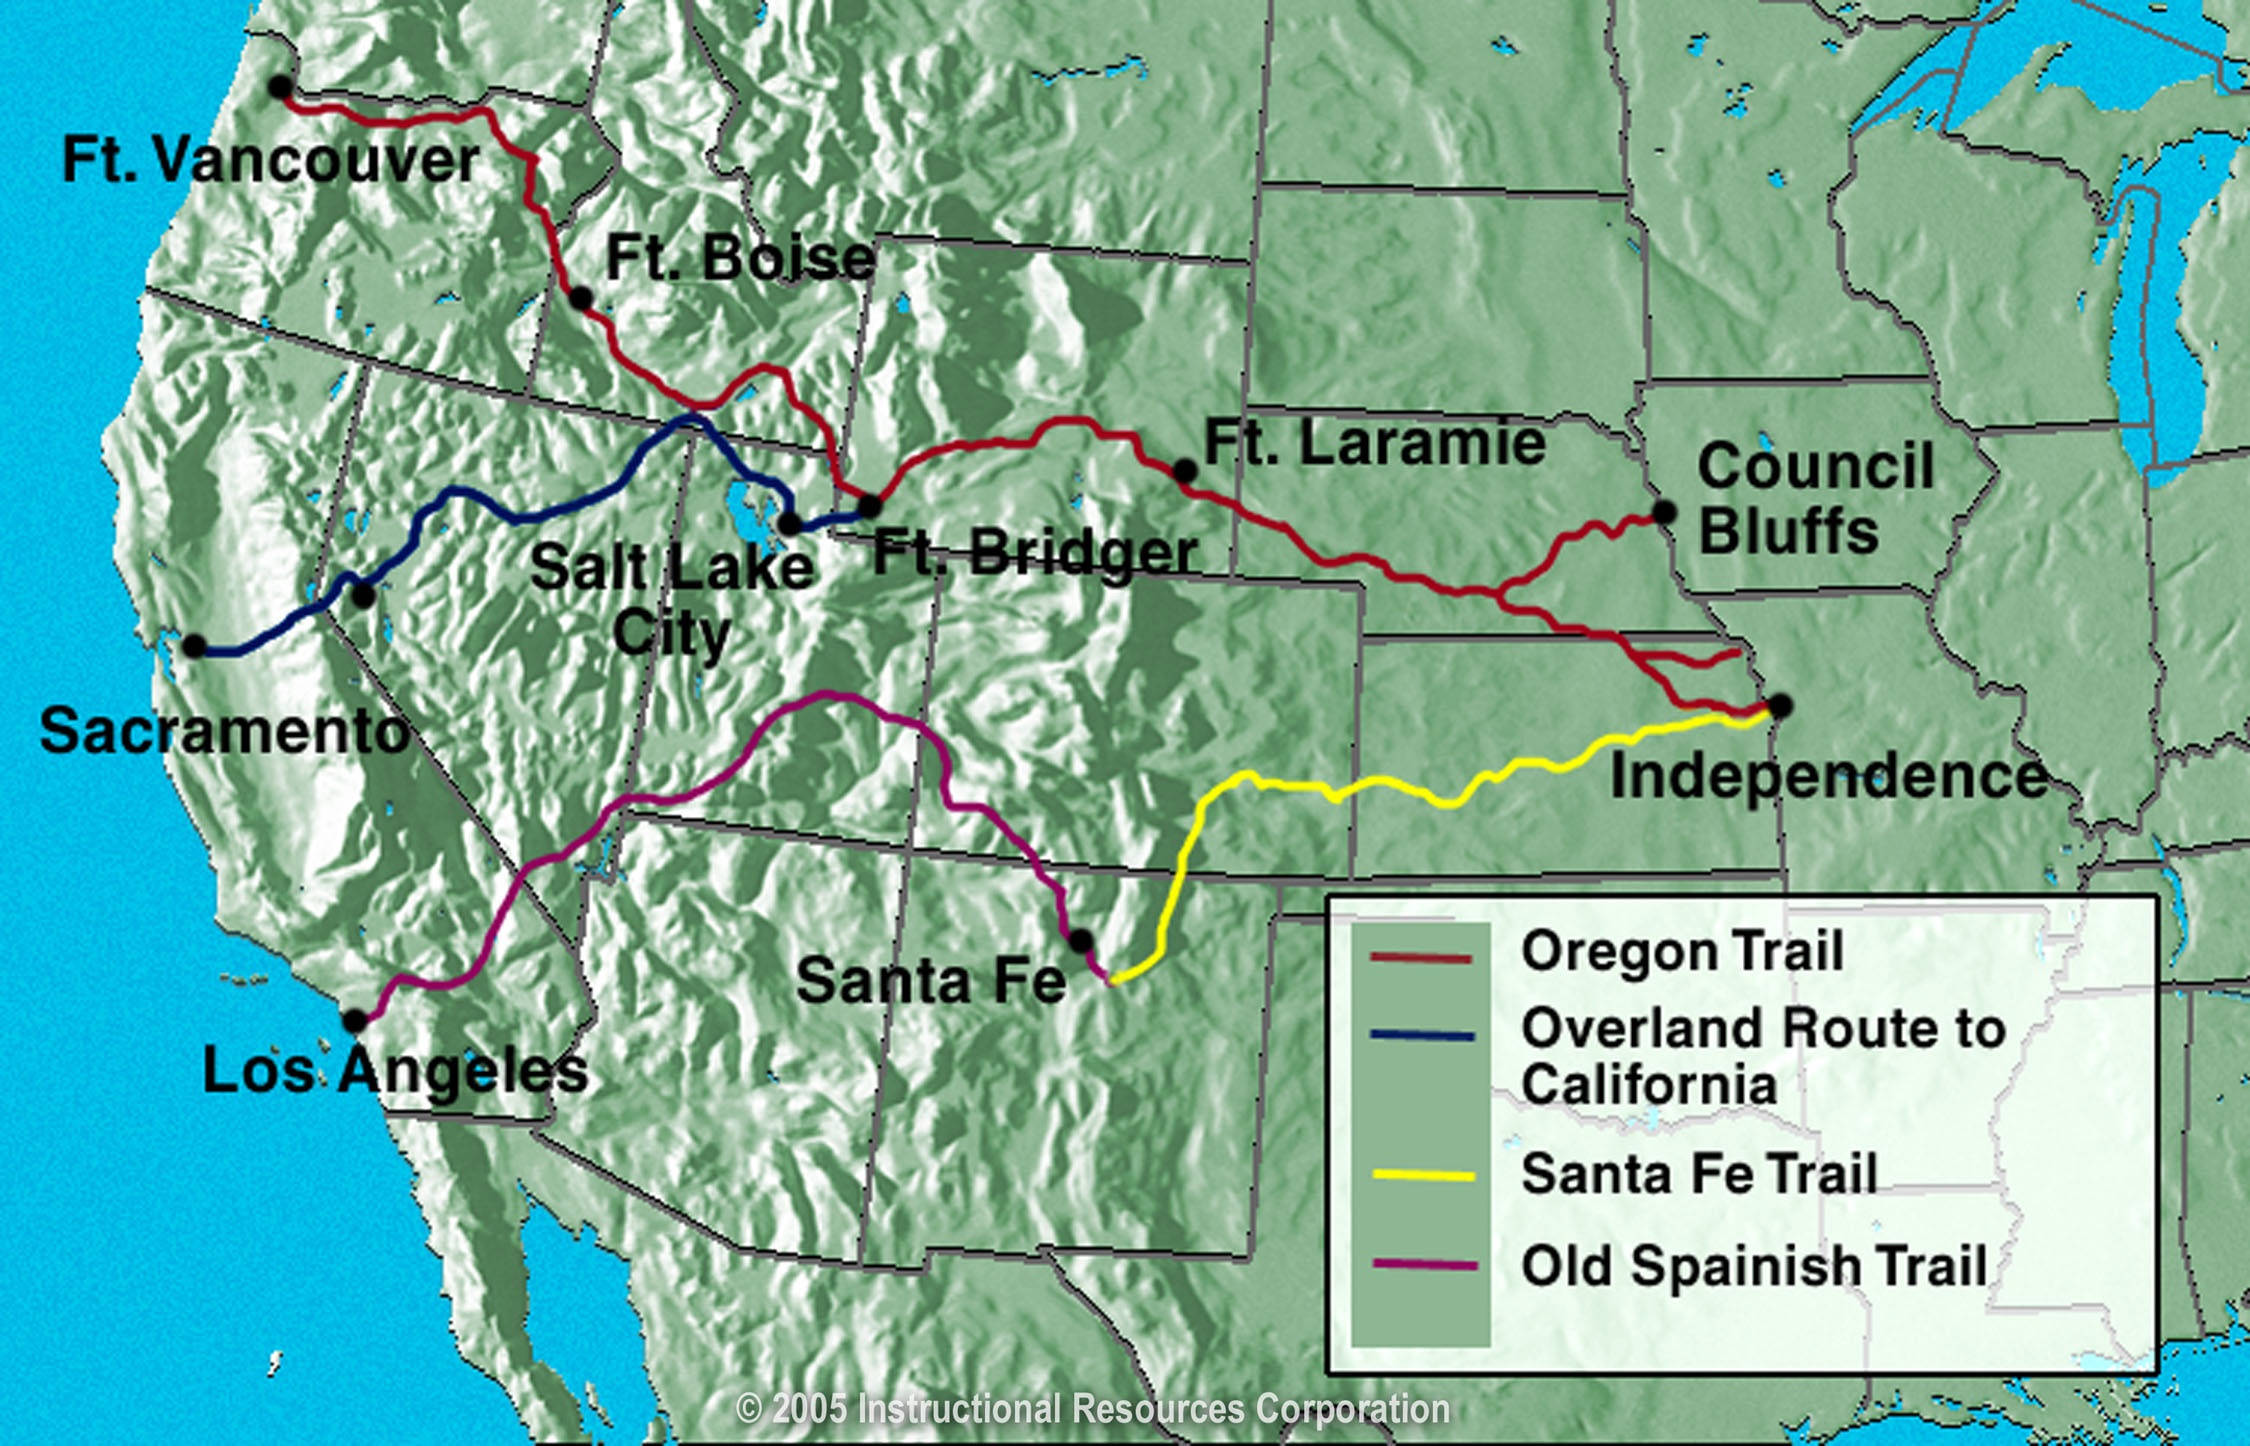 Ft. Vancouver
Ft. Boise
Ft. Laramie
Council
Bluffs
Ft. Bridger
Salt Lake
City
Sacramento
Independence
Santa Fe
Los Angeles
Oregon Trail
Overland Route to
California
Santa Fe Trail
Old Spainish Trail
© 2005 Instructional Resources Corporation